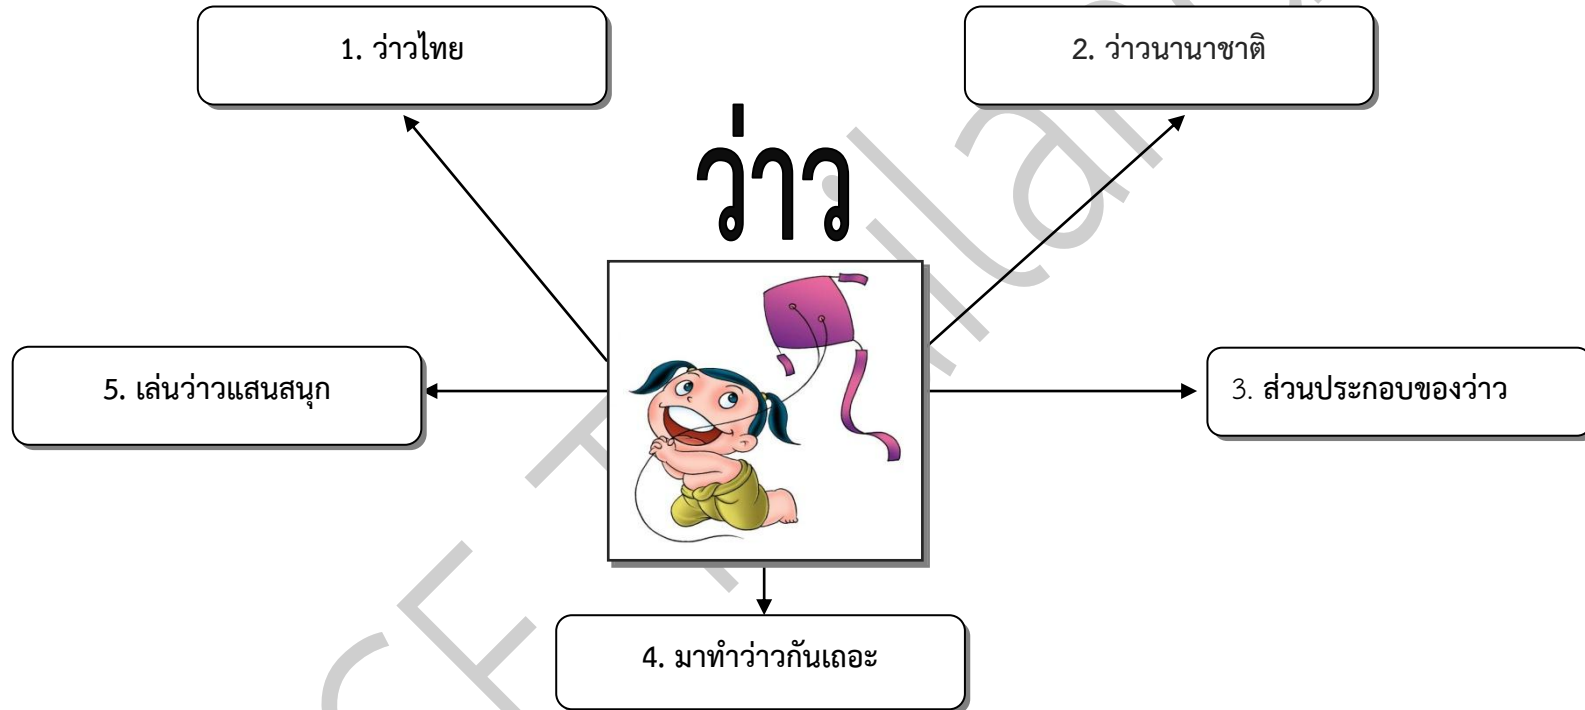 1. ว่าวไทย
2. ว่าวนานาชาติ
ว่าว
5. เล่นว่าวแสนสนุก
3. ส่วนประกอบของว่าว
4. มาทำว่าวกันเถอะ